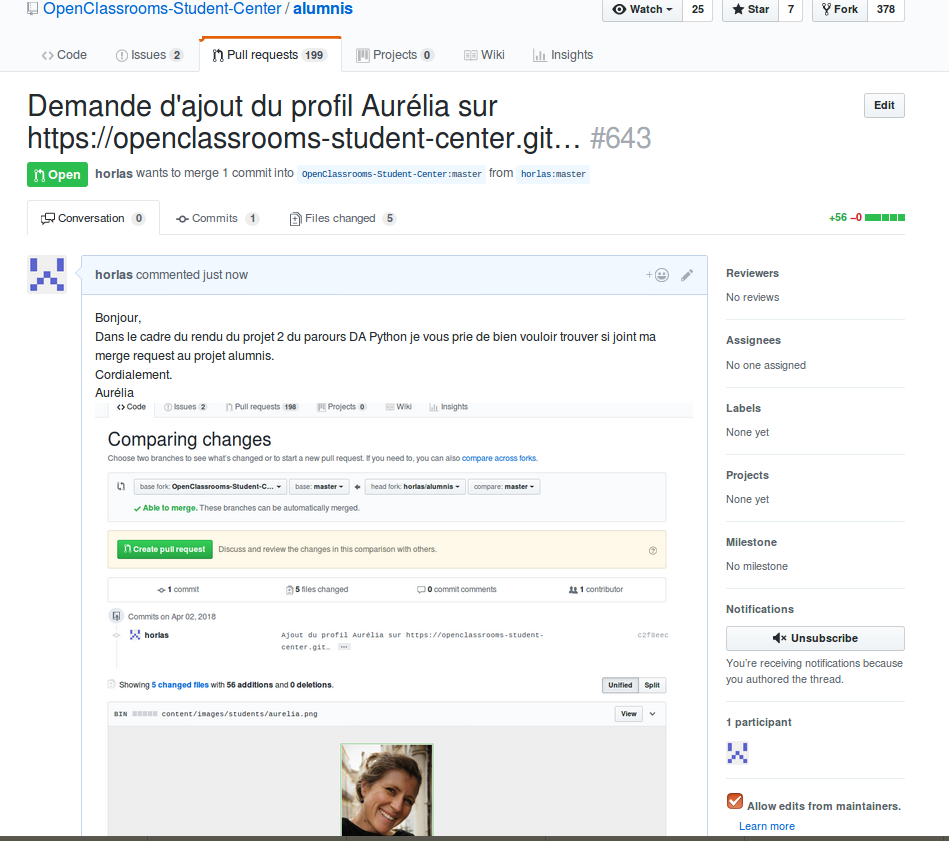 OpenClassrooms-Student-Center / alumnis
Watch 25 Star 7 Fork 378
Code Issues 2 Pull requests 199 Projects 0 Wiki Insights
Demande d'ajout du profil Aurélia sur
https://openclassrooms-student-center.git… #643
Edit
Open horlas wants to merge 1 commit into OpenClassrooms-Student-Center:master from horlas:master
Conversation 0 Commits 1 Files changed 5
+56 −0
horlas commented just now
Bonjour,
Dans le cadre du rendu du projet 2 du parours DA Python je vous prie de bien vouloir trouver si joint ma
merge request au projet alumnis.
Cordialement.
Aurélia
Code Issues 2 Pull requests 198 Projects 0 Wiki Insights
Comparing changes
Choose two branches to see what's changed or to start a new pull request. If you need to, you can also compare across forks.
base fork: OpenClassrooms-Student-C... base: master head fork: horlas/alumnis compare: master
Able to merge. These branches can be automatically merged.
Create pull request Discuss and review the changes in this comparison with others.
1 commit 5 files changed 0 commit comments 1 contributor
Commits on Apr 02, 2018
horlas Ajout du profil Aurélia sur https://openclassrooms-student- c2f8eec
center.git… …
Showing 5 changed files with 56 additions and 0 deletions. Unified Split
BIN content/images/students/aurelia.png View
Reviewers
No reviews
Assignees
No one assigned
Labels
None yet
Projects
None yet
Milestone
No milestone
Notifications
Unsubscribe
You're receiving notifications because
you authored the thread.
1 participant
Allow edits from maintainers.
Learn more